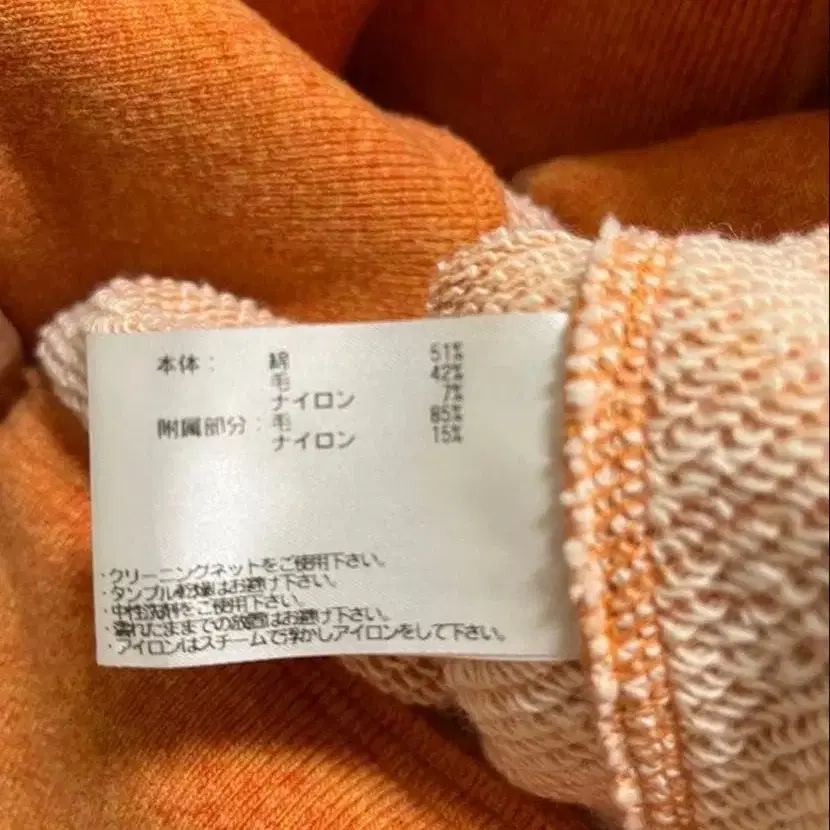 本体： 綿 51%
毛 42%
ナイロン 7%
附属部分：毛 85%
ナイロン 15%
・クリーニングネットをご使用下さい。
・タンブル乾燥はお避け下さい。
・中性洗剤をご使用下さい。
・濡れたままでの放置はお避け下さい。
・アイロンはスチームで浮かしアイロンをして下さい。